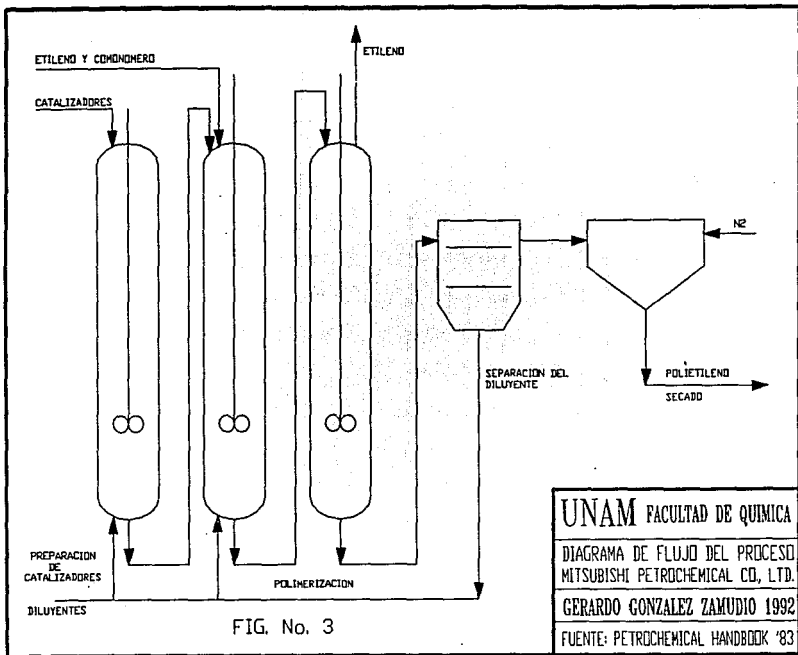 ETILENO
ETILENO Y COMONOMERO
CATALIZADORES
N2
SEPARACION DEL
DILUYENTE
POLIETILENO
SECADO
PREPARACION
DE
CATALIZADORES
POLIMERIZACION
DILUYENTES
FIG. No. 3
UNAM FACULTAD DE QUIMICA
DIAGRAMA DE FLUJO DEL PROCESO
MITSUBISHI PETROCHEMICAL CO, LTD.
GERARDO GONZALEZ ZAMUDIO 1992
FUENTE: PETROCHEMICAL HANDBOOK '83